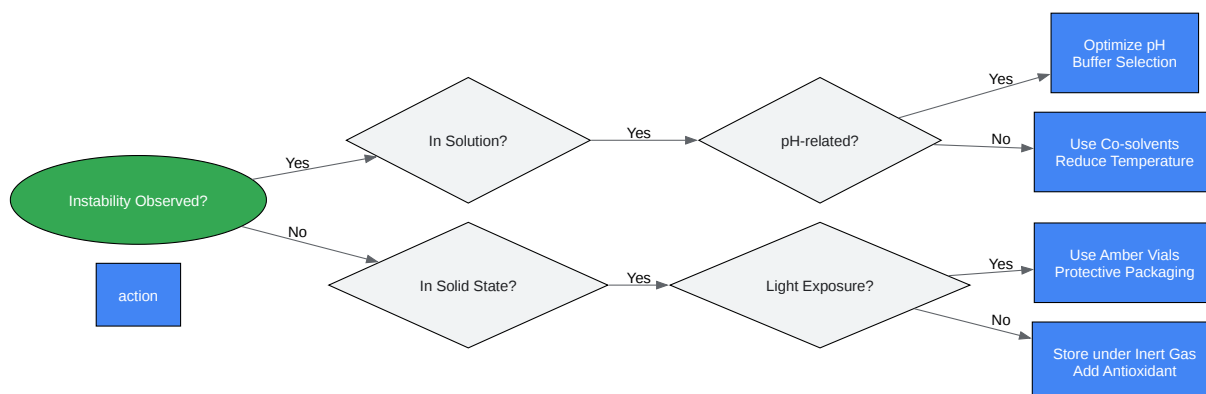 Optimize pH
Buffer Selection
Yes
In Solution?
Yes
pH-related?
No
Use Co-solvents
Reduce Temperature
Yes
Instability Observed?
No
Use Amber Vials
Protective Packaging
Yes
In Solid State?
Yes
Light Exposure?
action
No
Store under Inert Gas
Add Antioxidant